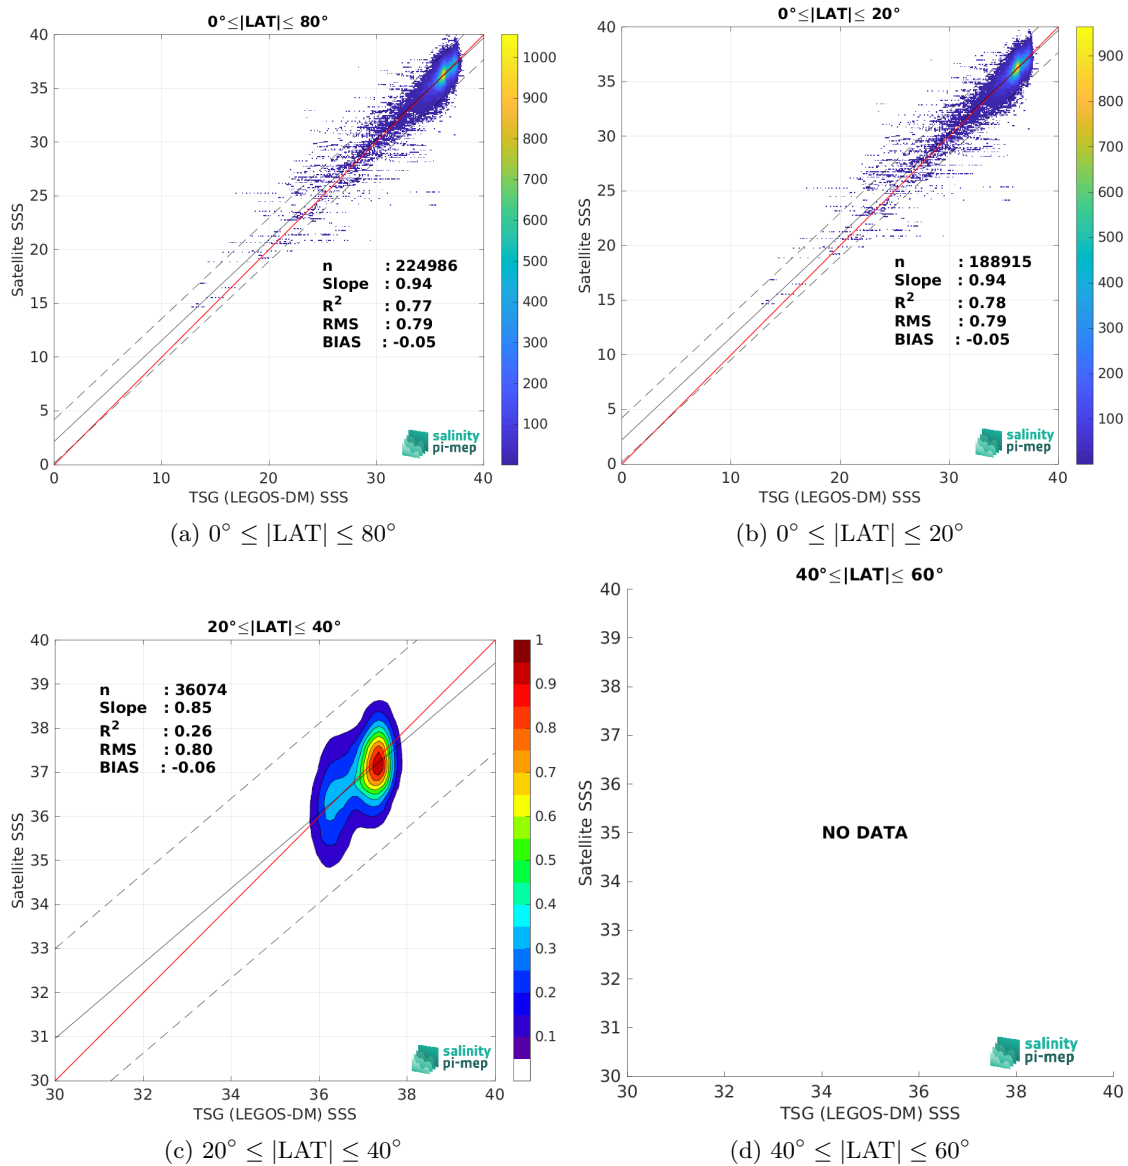 0°≤|LAT|≤ 80°
40
35
30
25
20
15
10
5
0
Satellite SSS
0
10
20
30
40
TSG (LEGOS-DM) SSS
n : 224986
Slope : 0.94
R² : 0.77
RMS : 0.79
BIAS : -0.05
salinity
pi-mep
1000
900
800
700
600
500
400
300
200
100
(a) 0° ≤ |LAT| ≤ 80°
0°≤|LAT|≤ 20°
40
35
30
25
20
15
10
5
0
Satellite SSS
0
10
20
30
40
TSG (LEGOS-DM) SSS
n : 188915
Slope : 0.94
R² : 0.78
RMS : 0.79
BIAS : -0.05
salinity
pi-mep
900
800
700
600
500
400
300
200
100
(b) 0° ≤ |LAT| ≤ 20°
20°≤|LAT|≤ 40°
40
39
38
37
36
35
34
33
32
31
30
Satellite SSS
30
32
34
36
38
40
TSG (LEGOS-DM) SSS
n : 36074
Slope : 0.85
R² : 0.26
RMS : 0.80
BIAS : -0.06
salinity
pi-mep
1
0.9
0.8
0.7
0.6
0.5
0.4
0.3
0.2
0.1
(c) 20° ≤ |LAT| ≤ 40°
40°≤|LAT|≤ 60°
40
39
38
37
36
35
34
33
32
31
30
Satellite SSS
30
32
34
36
38
40
TSG (LEGOS-DM) SSS
NO DATA
salinity
pi-mep
(d) 40° ≤ |LAT| ≤ 60°